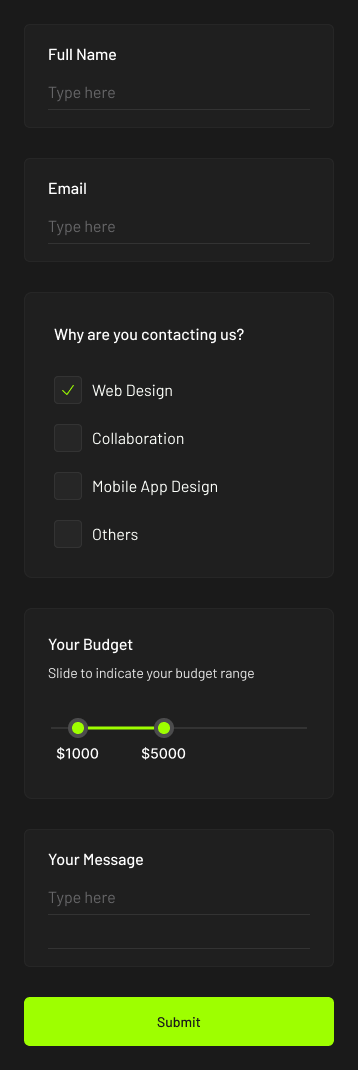 Full Name
Type here
Email
Type here
Why are you contacting us?
Web Design
Collaboration
Mobile App Design
Others
Your Budget
Slide to indicate your budget range
$1000 $5000
Your Message
Type here
Submit